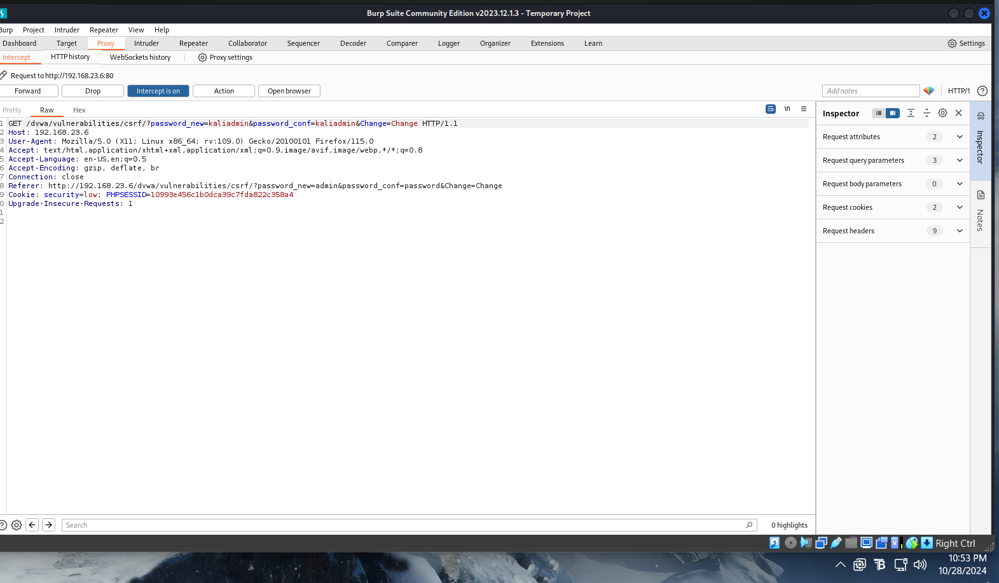 Burp Suite Community Edition v2023.12.1.3 - Temporary Project
Burp Project Intruder Repeater View Help
Dashboard Target Proxy Intruder Repeater Collaborator Sequencer Decoder Comparer Logger Organizer Extensions Learn Settings
Intercept HTTP history WebSockets history Proxy settings
Request to http://192.168.23.6:80
Forward Drop Intercept is on Action Open browser Add notes HTTP/1
Pretty Raw Hex \n
Inspector
1 GET /dvwa/vulnerabilities/csrf/?password_new=kaliadmin&password_conf=kaliadmin&Change=Change HTTP/1.1
2 Host: 192.168.23.6
3 User-Agent: Mozilla/5.0 (X11; Linux x86_64; rv:109.0) Gecko/20100101 Firefox/115.0
4 Accept: text/html,application/xhtml+xml,application/xml;q=0.9,image/avif,image/webp,*/*;q=0.8
5 Accept-Language: en-US,en;q=0.5
6 Accept-Encoding: gzip, deflate, br
7 Connection: close
8 Referer: http://192.168.23.6/dvwa/vulnerabilities/csrf/?password_new=admin&password_conf=password&Change=Change
9 Cookie: security=low; PHPSESSID=10993e456c1b0dca39c7fda822c358a4
0 Upgrade-Insecure-Requests: 1
1
2
Request attributes 2
Request query parameters 3
Request body parameters 0
Request cookies 2
Request headers 9
Inspector
Notes
Search 0 highlights
Right Ctrl
10:53 PM
10/28/2024